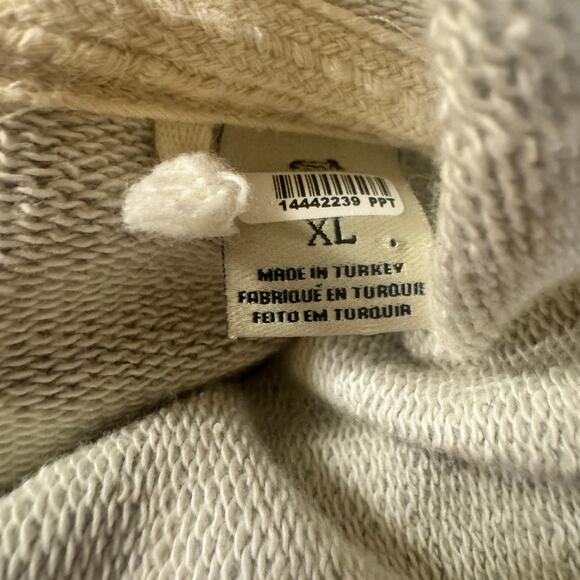 14442239 PPT
XL
MADE IN TURKEY
FABRIQUÉ EN TURQUIE
FEITO EM TURQUIA